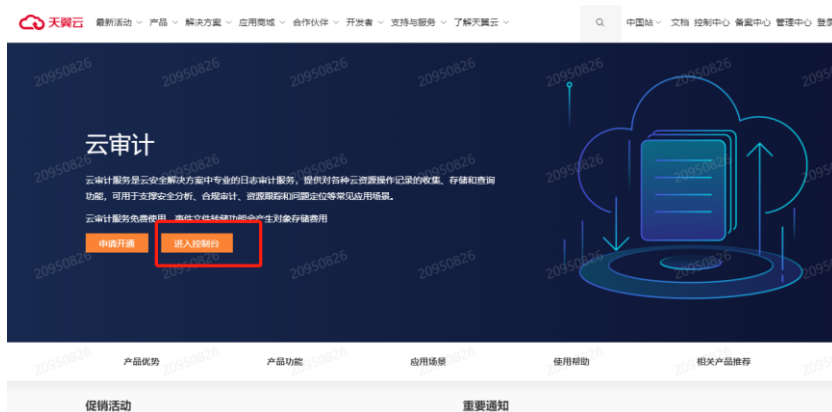 天翼云 最新活动 产品 解决方案 应用商城 合作伙伴 开发者 支持与服务 了解天翼云 中国站 文档 控制中心 备案中心 管理中心 登录
云审计
云审计服务是云安全解决方案中专业的日志审计服务，提供对各种云资源操作记录的收集、存储和查询
功能，可用于支撑安全分析、合规审计、资源跟踪和问题定位等常见应用场景。
云审计服务免费使用，事件文件转储功能会产生对象存储费用
申请开通 进入控制台
产品优势 产品功能 应用场景 使用帮助 相关产品推荐
促销活动 重要通知
20950826